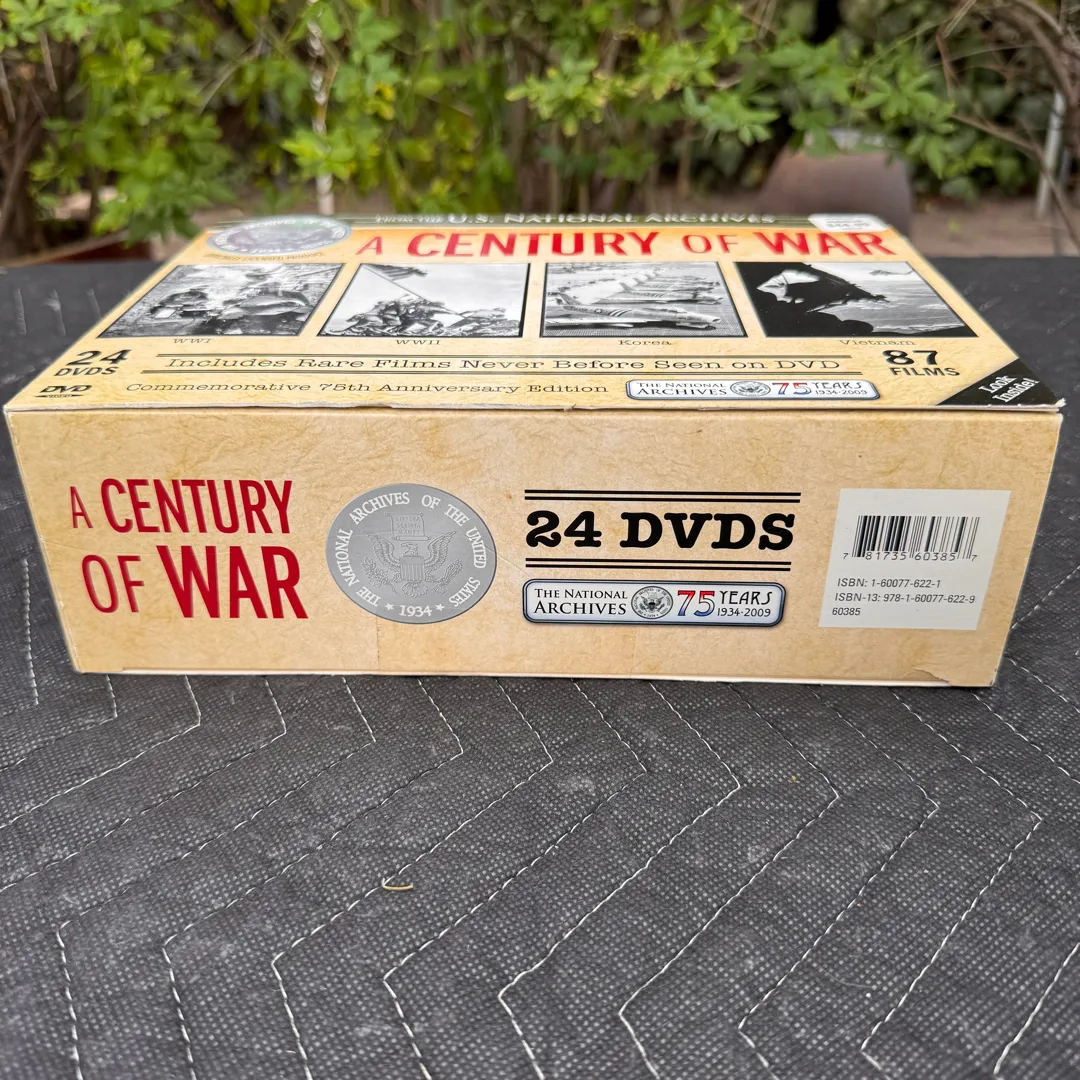 U.S. NATIONAL ARCHIVES
A CENTURY OF WAR
WWI
WWII
Korea
Vietnam
24
DVDS
Includes Rare Films Never Before Seen on DVD
87
FILMS
DVD
VIDEO
Commemorative 75th Anniversary Edition
THE NATIONAL
ARCHIVES
75 YEARS
1934-2009
Look
Inside!
A CENTURY
OF WAR
THE NATIONAL ARCHIVES OF THE UNITED STATES
★ 1934 ★
24 DVDS
THE NATIONAL
ARCHIVES
75 YEARS
1934-2009
7 81735 60385 7
ISBN: 1-60077-622-1
ISBN-13: 978-1-60077-622-9
60385